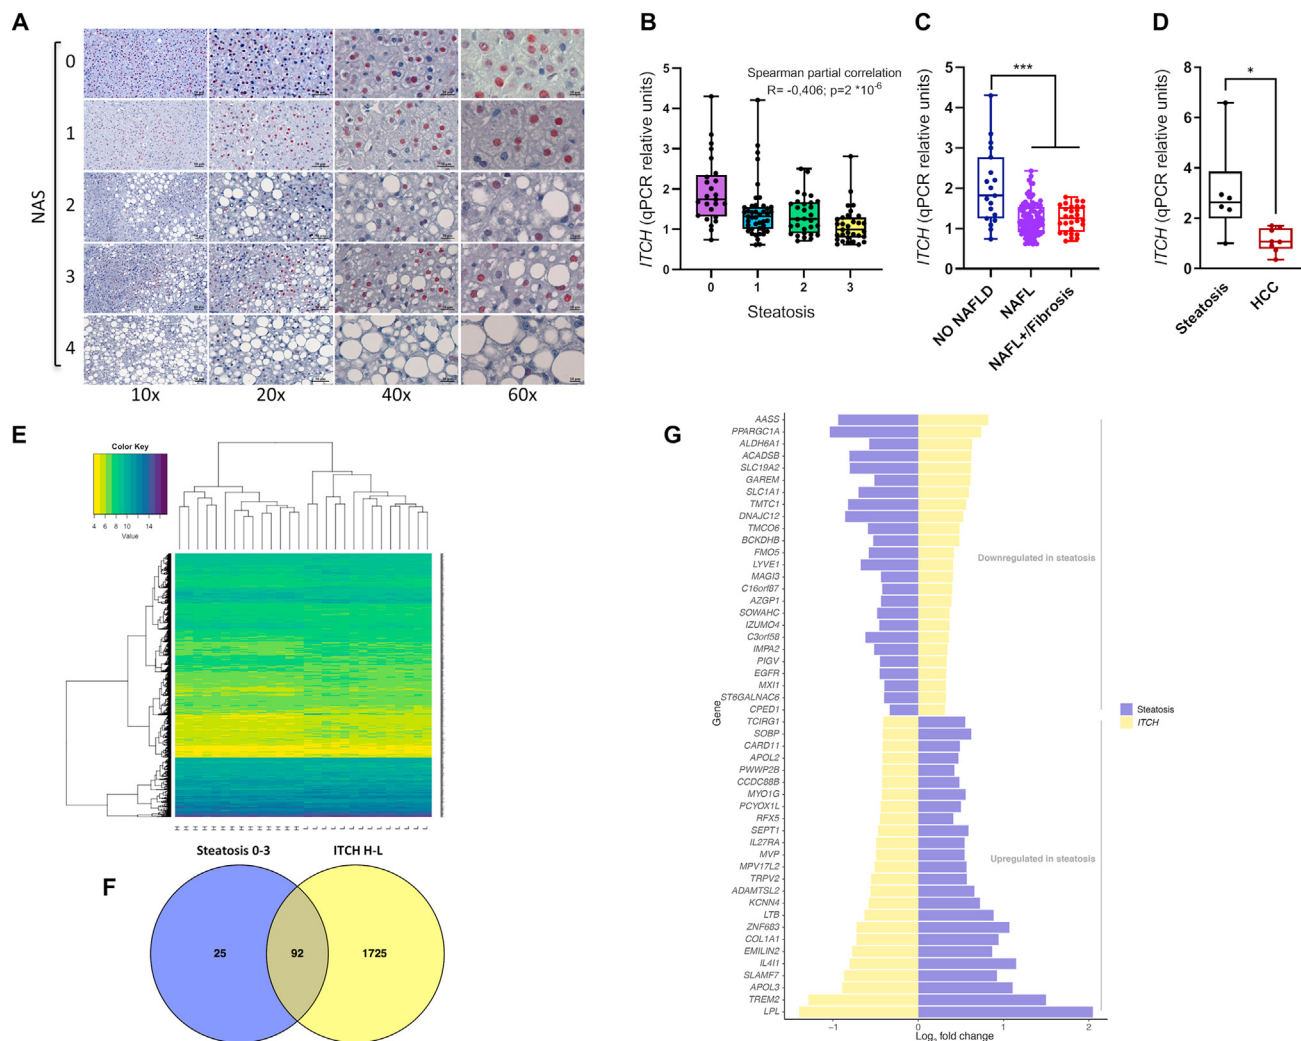 A
NAS
0
1
2
3
4
10x
20x
40x
60x
B
ITCH (qPCR relative units)
5
4
3
2
1
0
Spearman partial correlation
R= -0,406; p=2 *10-6
0
1
2
3
Steatosis
C
ITCH (qPCR relative units)
5
4
3
2
1
0
***
NO NAFLD
NAFL
NAFL+/Fibrosis
D
ITCH (qPCR relative units)
8
6
4
2
0
*
Steatosis
HCC
E
Color Key
4 6 8 10 14
Value
H H H H H H H H H H H H H H H L L L L L L L L L L L L L L L
F
Steatosis 0-3
ITCH H-L
25
92
1725
G
Gene
AASS
PPARGC1A
ALDH6A1
ACADSB
SLC19A2
GAREM
SLC1A1
TMTC1
DNAJC12
TMCO6
BCKDHB
FMO5
LYVE1
MAGI3
C16orf87
AZGP1
SOWAHC
IZUMO4
C3orf58
IMPA2
PIGV
EGFR
MXI1
ST6GALNAC6
CPED1
TCIRG1
SOBP
CARD11
APOL2
PWWP2B
CCDC88B
MYO1G
PCYOX1L
RFX5
SEPT1
IL27RA
MVP
MPV17L2
TRPV2
ADAMTSL2
KCNN4
LTB
ZNF683
COL1A1
EMILIN2
IL4I1
SLAMF7
APOL3
TREM2
LPL
Downregulated in steatosis
Upregulated in steatosis
Steatosis
ITCH
-1
0
1
2
Log2 fold change